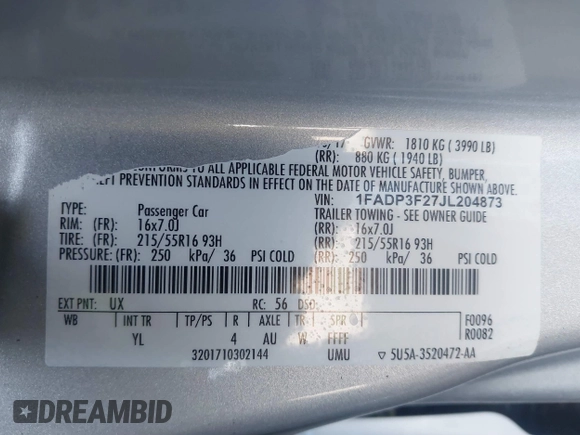 GVWR: 1810 KG ( 3990 LB)
(RR): 880 KG ( 1940 LB)
TO ALL APPLICABLE FEDERAL MOTOR VEHICLE SAFETY, BUMPER,
PREVENTION STANDARDS IN EFFECT ON THE DATE OF MANUFACTURE SHOWN ABOVE.
VIN: 1FADP3F27JL204873
TYPE: Passenger Car TRAILER TOWING - SEE OWNER GUIDE
RIM: (FR): 16x7.0J (RR): 16x7.0J
TIRE: (FR): 215/55R16 93H (RR): 215/55R16 93H
PRESSURE: (FR): 250 kPa/ 36 PSI COLD (RR): 250 kPa/ 36 PSI COLD
EXT PNT: UX RC: 56 DSO:
WB INT TR TP/PS R AXLE TR SPR F0096
YL 4 AU W FFFF R0082
3201710302144 UMU ▽ 5U5A-3520472-AA
DREAMBID